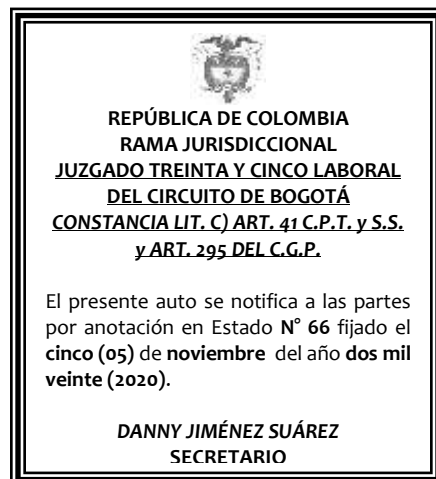 REPÚBLICA DE COLOMBIA
RAMA JURISDICCIONAL
JUZGADO TREINTA Y CINCO LABORAL
DEL CIRCUITO DE BOGOTÁ
CONSTANCIA LIT. C) ART. 41 C.P.T. y S.S.
y ART. 295 DEL C.G.P.
El presente auto se notifica a las partes
por anotación en Estado N° 66 fijado el
cinco (05) de noviembre del año dos mil
veinte (2020).
DANNY JIMÉNEZ SUÁREZ
SECRETARIO